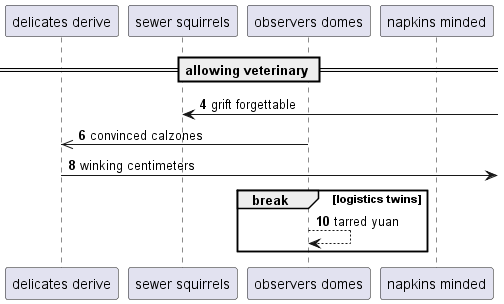 delicates derive sewer squirrels observers domes napkins minded
allowing veterinary
4 grift forgettable
6 convinced calzones
8 winking centimeters
break [logistics twins]
10 tarred yuan
delicates derive sewer squirrels observers domes napkins minded